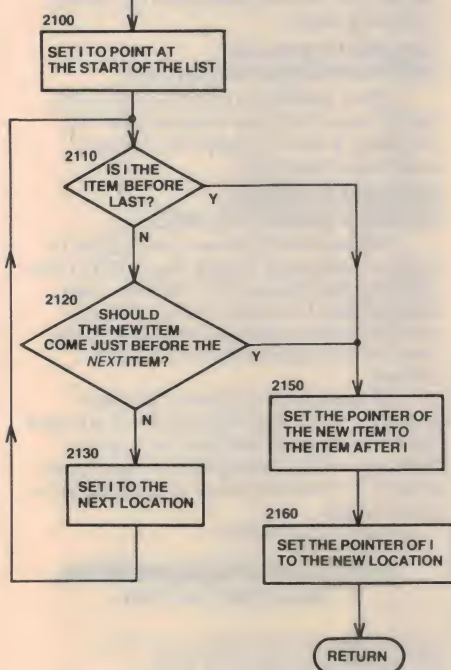 2100
SET I TO POINT AT
THE START OF THE LIST
2110
IS I THE
ITEM BEFORE
LAST?
Y
N
2120
SHOULD
THE NEW ITEM
COME JUST BEFORE THE
NEXT ITEM?
Y
N
2130
SET I TO THE
NEXT LOCATION
2150
SET THE POINTER OF
THE NEW ITEM TO
THE ITEM AFTER I
2160
SET THE POINTER OF I
TO THE NEW LOCATION
RETURN